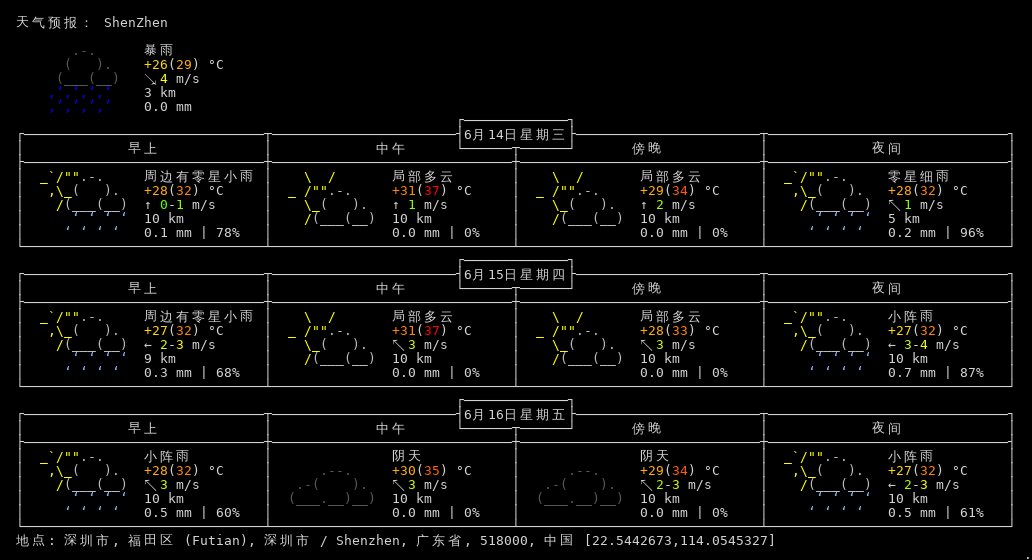 天气预报： ShenZhen
暴雨
+26(29) °C
↘ 4 m/s
3 km
0.0 mm
6月14日星期三
早上 中午 傍晚 夜间
周边有零星小雨 局部多云 局部多云 零星细雨
+28(32) °C +31(37) °C +29(34) °C +28(32) °C
↑ 0-1 m/s ↑ 1 m/s ↑ 2 m/s ↖ 1 m/s
10 km 10 km 10 km 5 km
0.1 mm | 78% 0.0 mm | 0% 0.0 mm | 0% 0.2 mm | 96%
6月15日星期四
早上 中午 傍晚 夜间
周边有零星小雨 局部多云 局部多云 小阵雨
+27(32) °C +31(37) °C +28(33) °C +27(32) °C
← 2-3 m/s ↖ 3 m/s ↖ 3 m/s ← 3-4 m/s
9 km 10 km 10 km 10 km
0.3 mm | 68% 0.0 mm | 0% 0.0 mm | 0% 0.7 mm | 87%
6月16日星期五
早上 中午 傍晚 夜间
小阵雨 阴天 阴天 小阵雨
+28(32) °C +30(35) °C +29(34) °C +27(32) °C
↖ 3 m/s ↖ 3 m/s ↖ 2-3 m/s ← 2-3 m/s
10 km 10 km 10 km 10 km
0.5 mm | 60% 0.0 mm | 0% 0.0 mm | 0% 0.5 mm | 61%
地点: 深圳市, 福田区 (Futian), 深圳市 / Shenzhen, 广东省, 518000, 中国 [22.5442673,114.0545327]